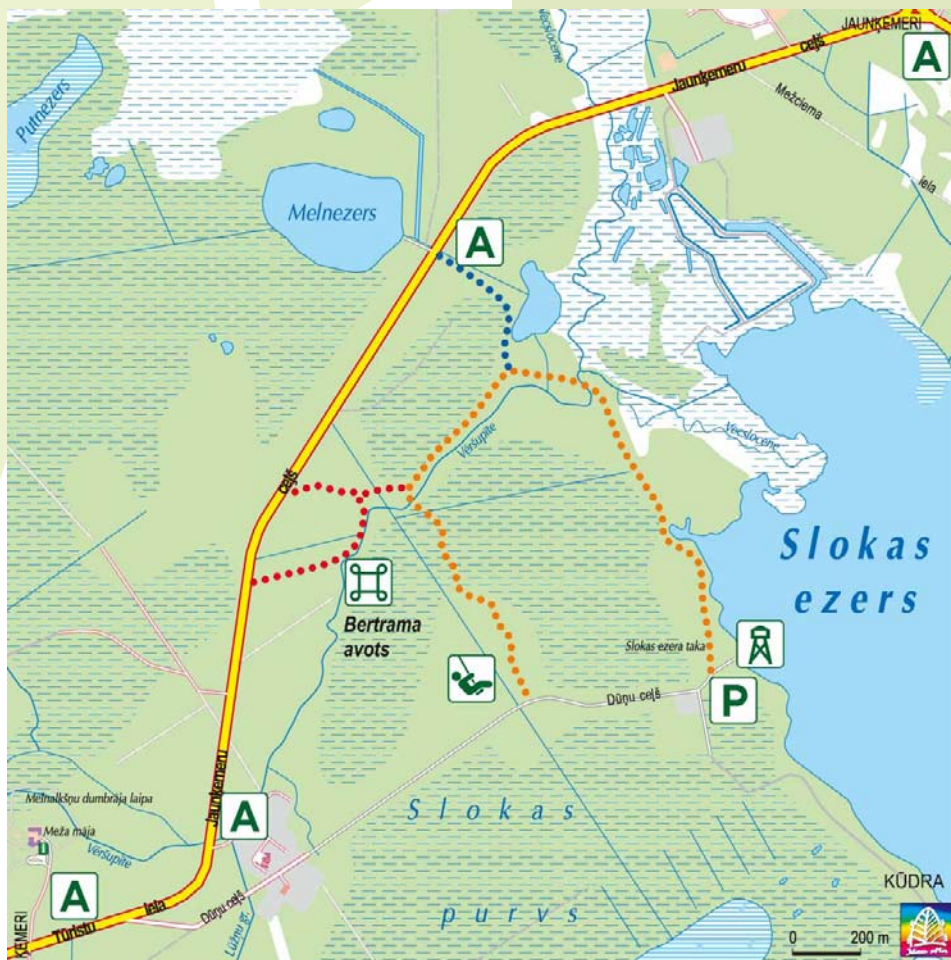 JAUNĶEMERI
A
ceļš
Jaunķemeru
Vecslocene
Putnezers
Mežciema
iela
Melnezers
A
Vēršupīte
Vecslocene
ceļš
Slokas
ezers
Bertrama
avots
Slokas ezera taka
Dūņu ceļš
P
Slokas
Jaunķemeru
Melnalkšņu dumbrāja laipa
A
Meža māja
i
Vēršupīte
KŪDRA
A
Dūņu ceļš
purvs
Tūristu
iela
Lūžņu gr.
ĶEMERI
0 200 m